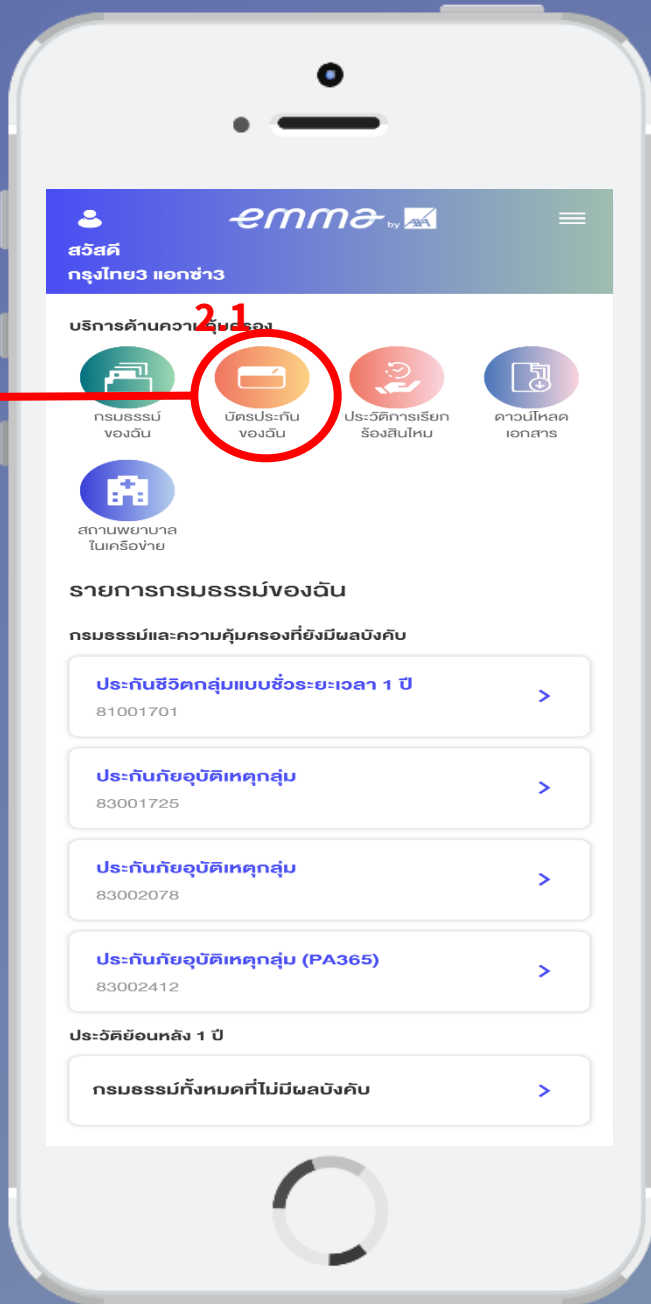 emma by AXA
สวัสดี
กรุงไทย3 แอกซ่า3
2.1
บริการด้านความคุ้มครอง
กรมธรรม์
ของฉัน
บัตรประกัน
ของฉัน
ประวัติการเรียก
ร้องสินไหม
ดาวน์โหลด
เอกสาร
สถานพยาบาล
ในเครือข่าย
รายการกรมธรรม์ของฉัน
กรมธรรม์และความคุ้มครองที่ยังมีผลบังคับ
ประกันชีวิตกลุ่มแบบชั่วระยะเวลา 1 ปี
81001701
ประกันภัยอุบัติเหตุกลุ่ม
83001725
ประกันภัยอุบัติเหตุกลุ่ม
83002078
ประกันภัยอุบัติเหตุกลุ่ม (PA365)
83002412
ประวัติย้อนหลัง 1 ปี
กรมธรรม์ทั้งหมดที่ไม่มีผลบังคับ